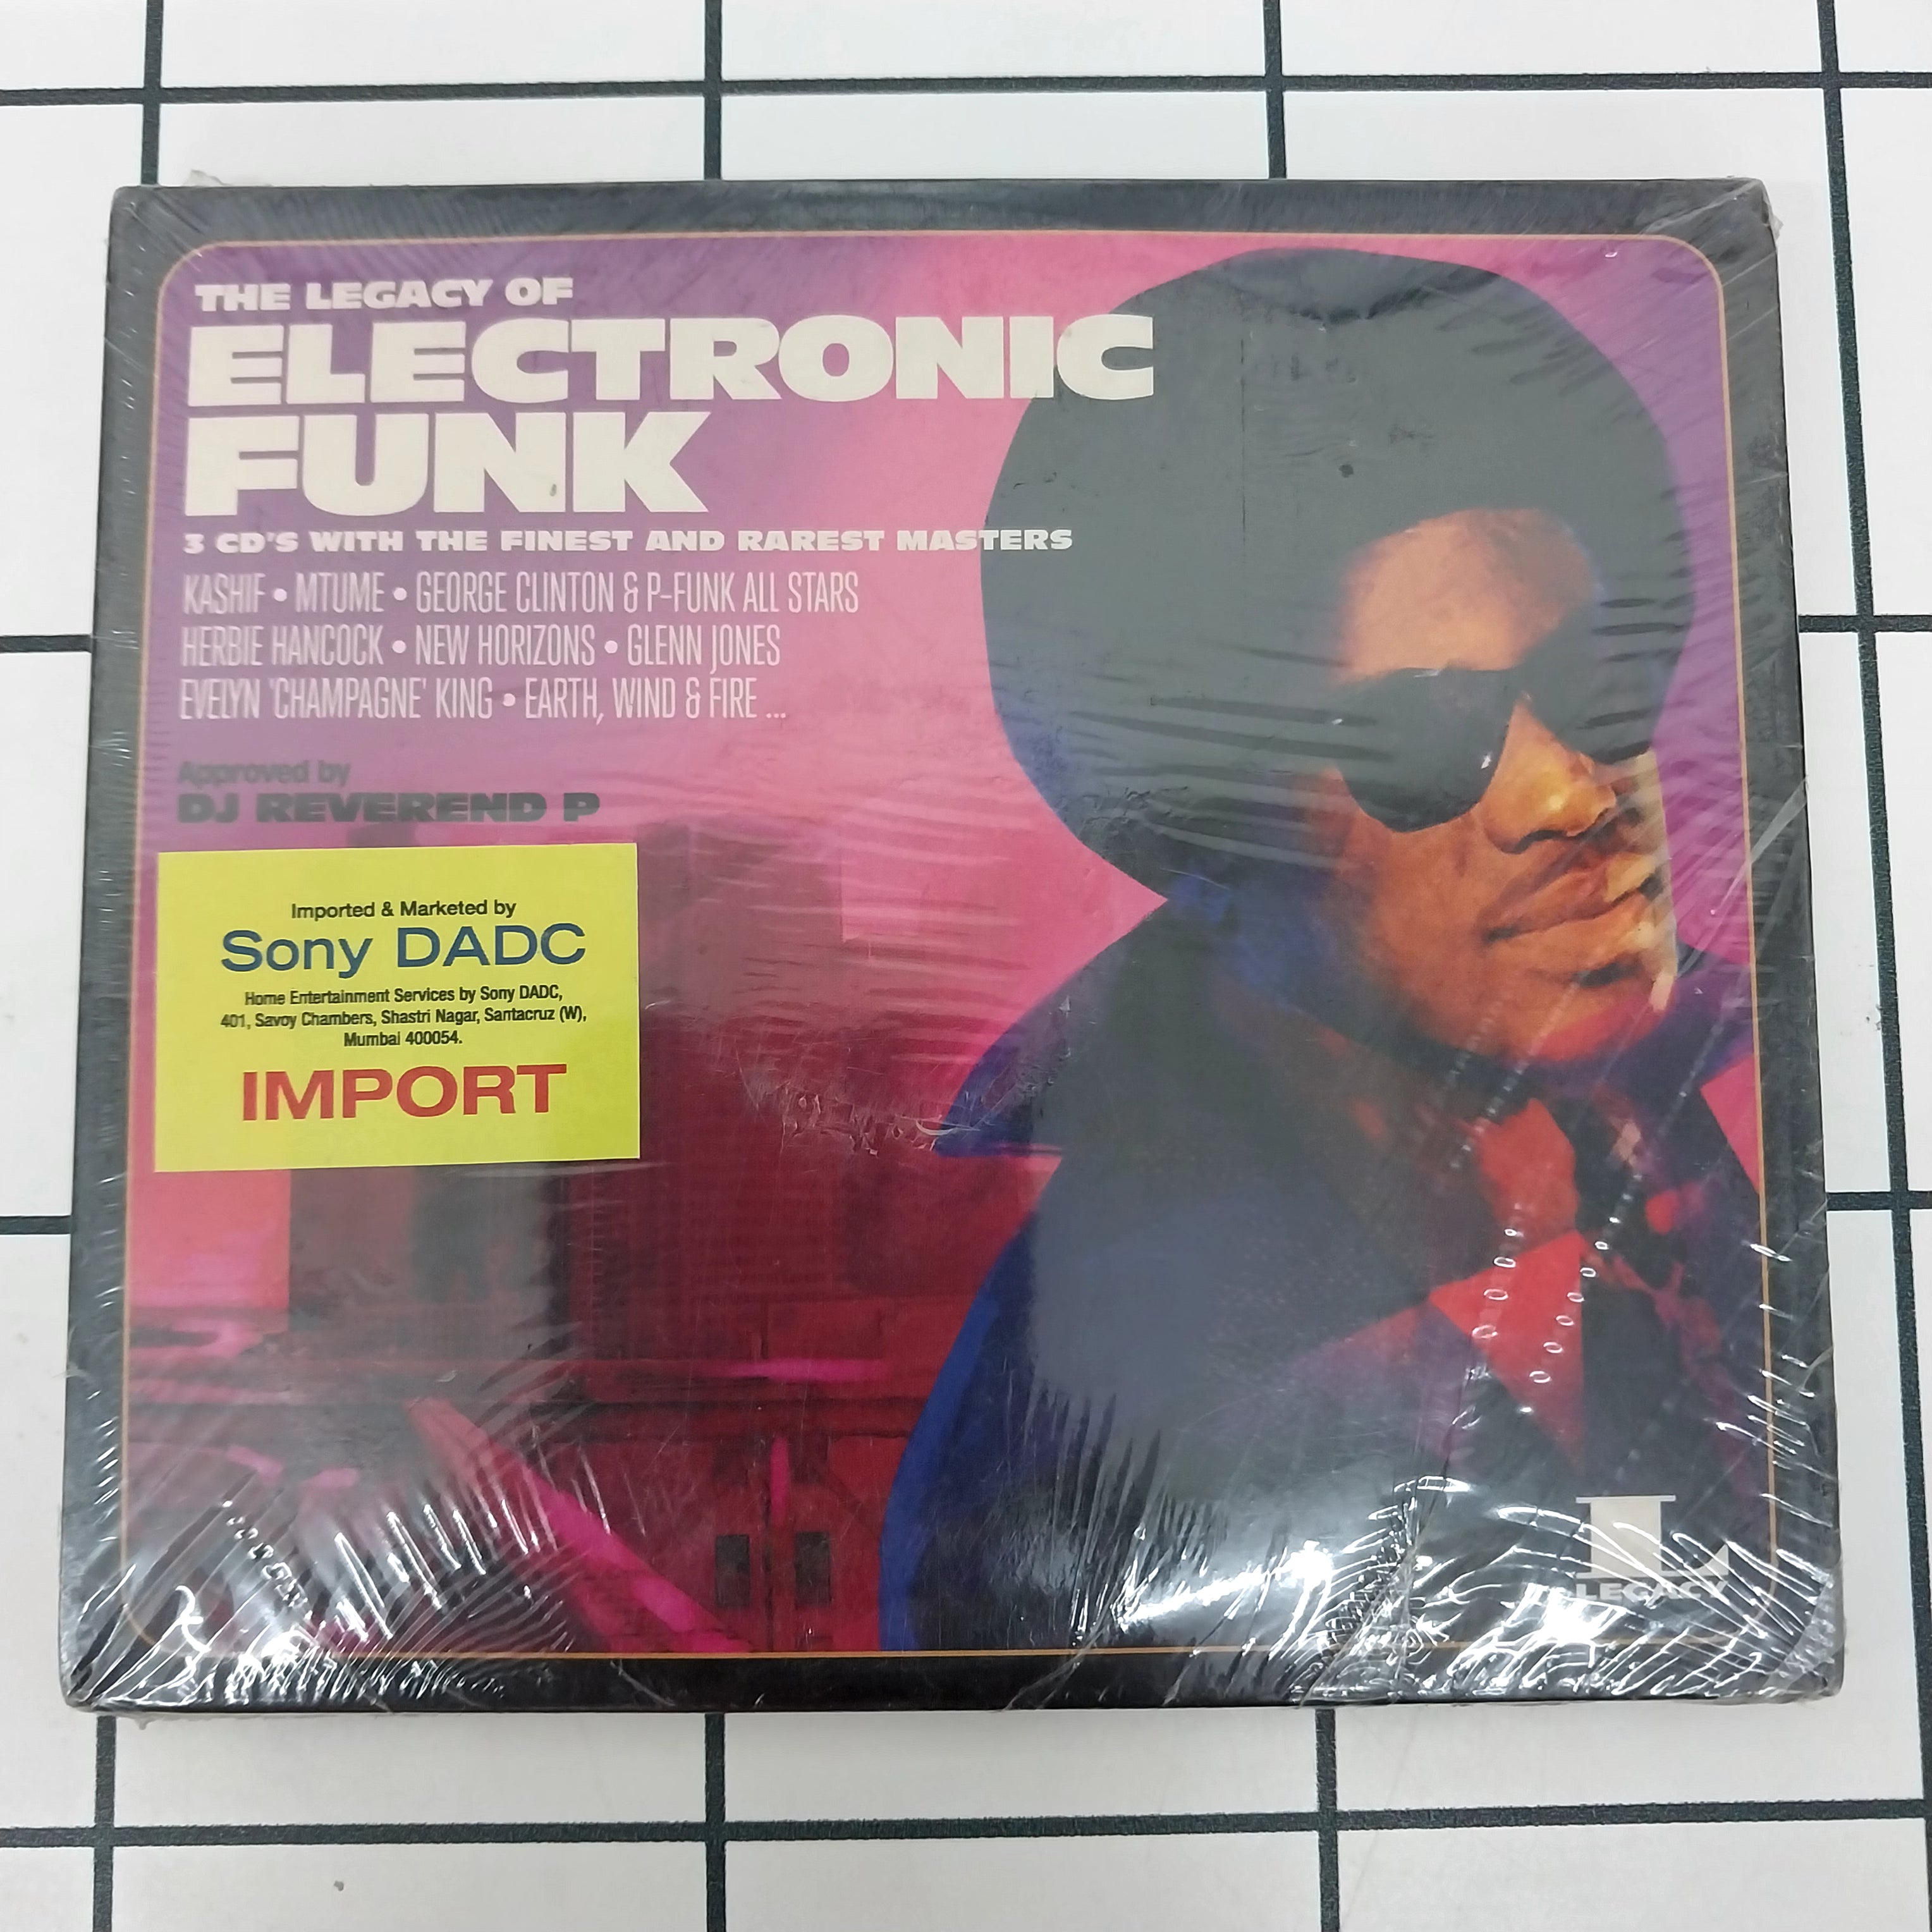 THE LEGACY OF
ELECTRONIC
FUNK
3 CD'S WITH THE FINEST AND RAREST MASTERS
KASHIF • MTUME • GEORGE CLINTON & P-FUNK ALL STARS
HERBIE HANCOCK • NEW HORIZONS • GLENN JONES
EVELYN 'CHAMPAGNE' KING • EARTH, WIND & FIRE ...
Approved by
DJ REVEREND P
Imported & Marketed by
Sony DADC
Home Entertainment Services by Sony DADC,
401, Savoy Chambers, Shastri Nagar, Santacruz (W),
Mumbai 400054.
IMPORT
L
LEGACY